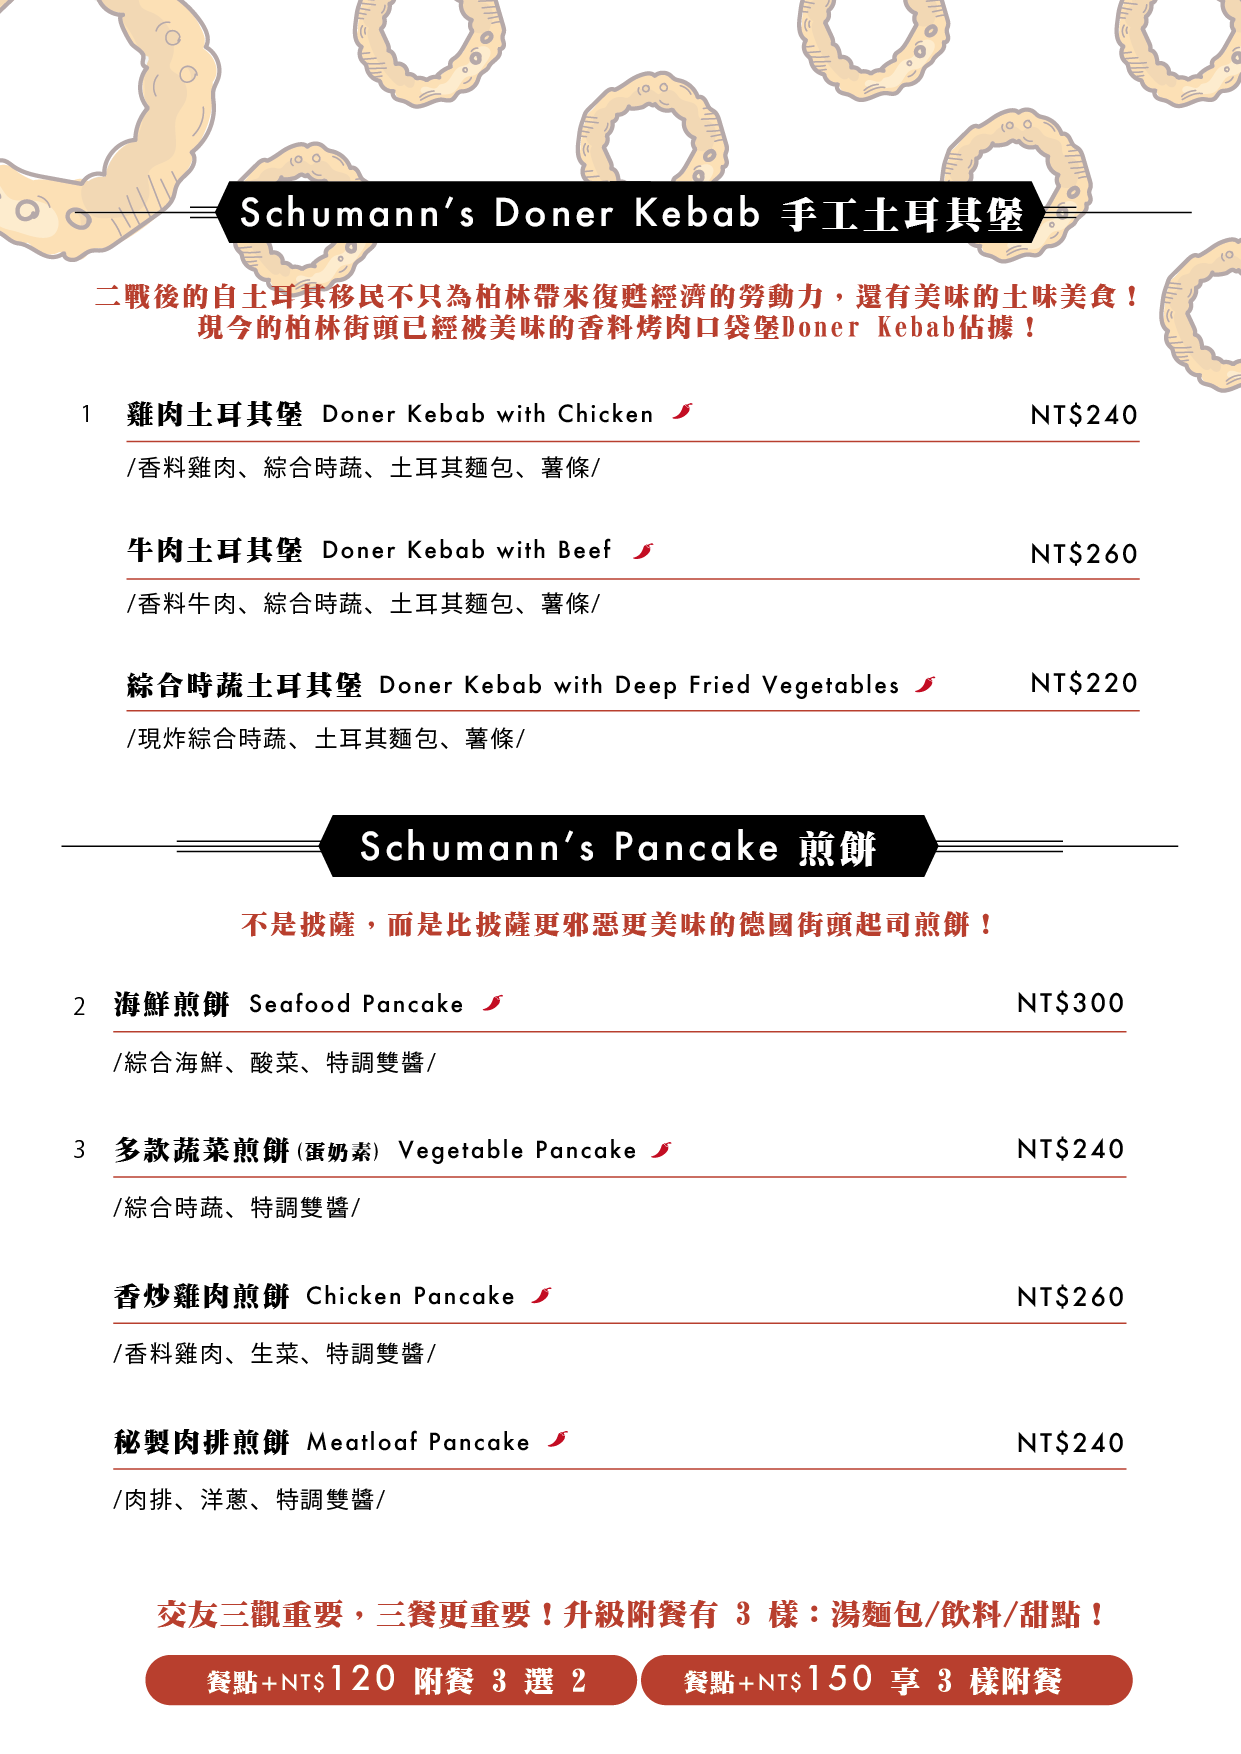 Schumann's Doner Kebab 手工土耳其堡
二戰後的自土耳其移民不只為柏林帶來復甦經濟的勞動力，還有美味的土味美食！
現今的柏林街頭已經被美味的香料烤肉口袋堡Doner Kebab佔據！
1 雞肉土耳其堡 Doner Kebab with Chicken NT$240
/香料雞肉、綜合時蔬、土耳其麵包、薯條/
牛肉土耳其堡 Doner Kebab with Beef NT$260
/香料牛肉、綜合時蔬、土耳其麵包、薯條/
綜合時蔬土耳其堡 Doner Kebab with Deep Fried Vegetables NT$220
/現炸綜合時蔬、土耳其麵包、薯條/
Schumann's Pancake 煎餅
不是披薩，而是比披薩更邪惡更美味的德國街頭起司煎餅！
2 海鮮煎餅 Seafood Pancake NT$300
/綜合海鮮、酸菜、特調雙醬/
3 多款蔬菜煎餅(蛋奶素) Vegetable Pancake NT$240
/綜合時蔬、特調雙醬/
香炒雞肉煎餅 Chicken Pancake NT$260
/香料雞肉、生菜、特調雙醬/
秘製肉排煎餅 Meatloaf Pancake NT$240
/肉排、洋蔥、特調雙醬/
交友三觀重要，三餐更重要！升級附餐有 3 樣：湯麵包/飲料/甜點！
餐點+NT$120 附餐 3 選 2
餐點+NT$150 享 3 樣附餐